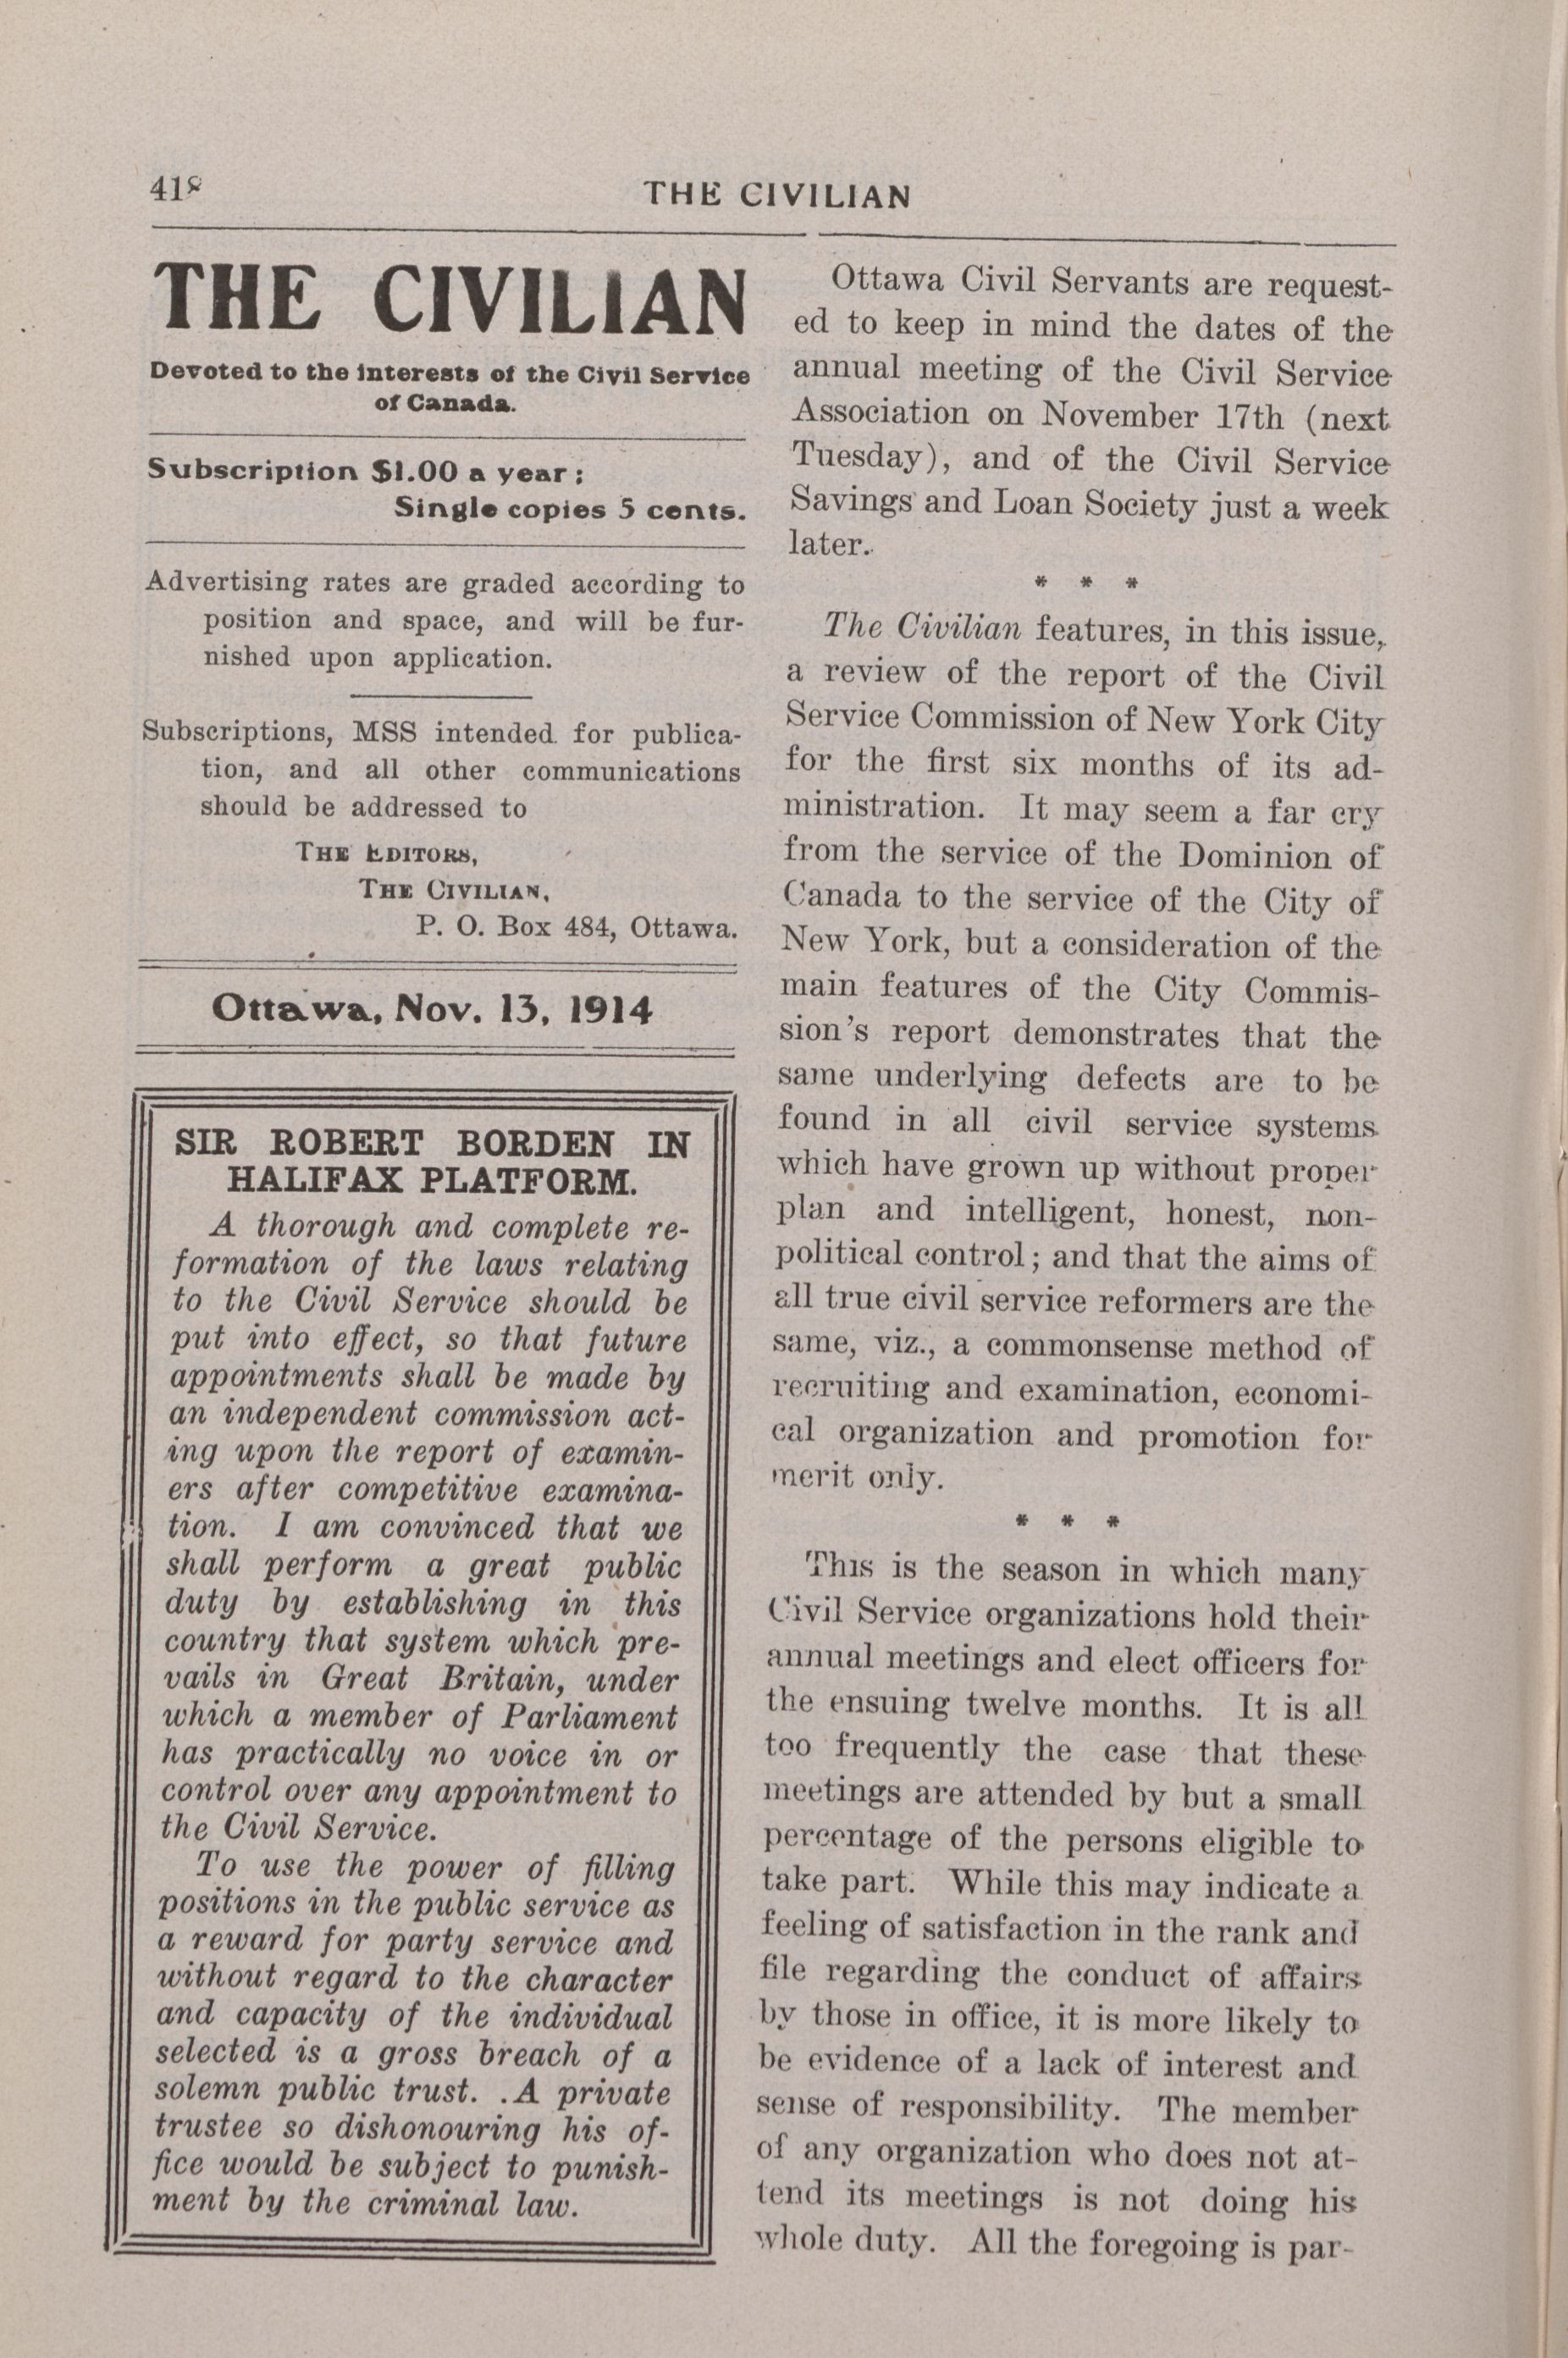 418
THE CIVILIAN
THE CIVILIAN
Devoted to the interests of the Civil Service
of Canada.
Subscription $1.00 a year;
Single copies 5 cents.
Advertising rates are graded according to
position and space, and will be fur-
nished upon application.
Subscriptions, MSS intended for publica-
tion, and all other communications
should be addressed to
THE EDITORS,
THE CIVILIAN,
P. O. Box 484, Ottawa.
Ottawa, Nov. 13, 1914
SIR ROBERT BORDEN IN
HALIFAX PLATFORM.
A thorough and complete re-
formation of the laws relating
to the Civil Service should be
put into effect, so that future
appointments shall be made by
an independent commission act-
ing upon the report of examin-
ers after competitive examina-
tion. I am convinced that we
shall perform a great public
duty by establishing in this
country that system which pre-
vails in Great Britain, under
which a member of Parliament
has practically no voice in or
control over any appointment to
the Civil Service.
To use the power of filling
positions in the public service as
a reward for party service and
without regard to the character
and capacity of the individual
selected is a gross breach of a
solemn public trust. .A private
trustee so dishonouring his of-
fice would be subject to punish-
ment by the criminal law.
Ottawa Civil Servants are request-
ed to keep in mind the dates of the
annual meeting of the Civil Service
Association on November 17th (next
Tuesday), and of the Civil Service
Savings and Loan Society just a week
later.
* * *
The Civilian features, in this issue,
a review of the report of the Civil
Service Commission of New York City
for the first six months of its ad-
ministration. It may seem a far cry
from the service of the Dominion of
Canada to the service of the City of
New York, but a consideration of the
main features of the City Commis-
sion's report demonstrates that the
same underlying defects are to be
found in all civil service systems
which have grown up without proper
plan and intelligent, honest, non-
political control; and that the aims of
all true civil service reformers are the
same, viz., a commonsense method of
recruiting and examination, economi-
cal organization and promotion for
merit only.
* * *
This is the season in which many
Civil Service organizations hold their
annual meetings and elect officers for
the ensuing twelve months. It is all
too frequently the case that these
meetings are attended by but a small
percentage of the persons eligible to
take part. While this may indicate a
feeling of satisfaction in the rank and
file regarding the conduct of affairs
by those in office, it is more likely to
be evidence of a lack of interest and
sense of responsibility. The member
of any organization who does not at-
tend its meetings is not doing his
whole duty. All the foregoing is par-